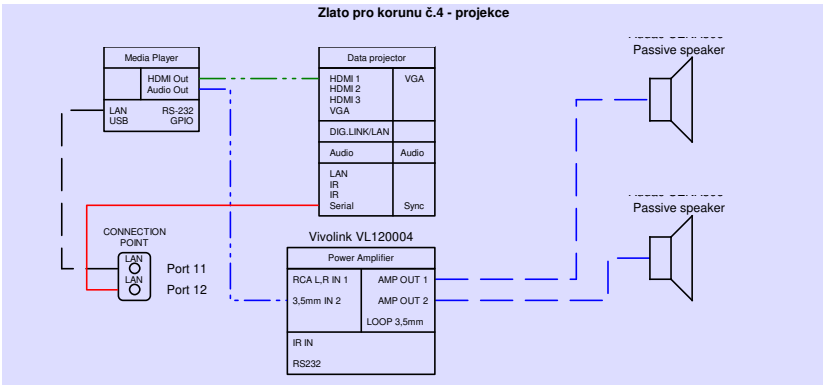 Zlato pro korunu č.4 - projekce
Media Player
HDMI Out
Audio Out
LAN RS-232
USB GPIO
Data projector
HDMI 1 VGA
HDMI 2
HDMI 3
VGA
DIG.LINK/LAN
Audio Audio
LAN
IR
IR
Serial Sync
Passive speaker
Passive speaker
CONNECTION
POINT
LAN
Port 11
LAN
Port 12
Vivolink VL120004
Power Amplifier
RCA L,R IN 1 AMP OUT 1
3,5mm IN 2 AMP OUT 2
LOOP 3,5mm
IR IN
RS232